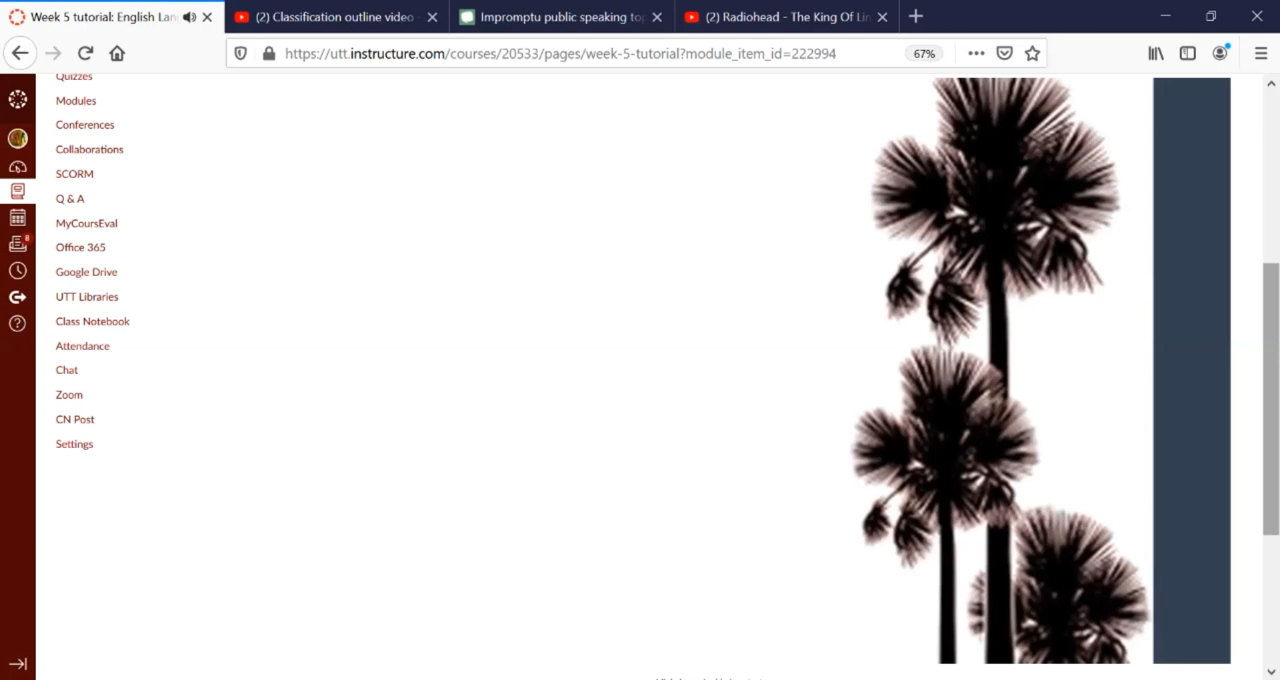 Week 5 tutorial: English Lan
(2) Classification outline video
Impromptu public speaking to
(2) Radiohead - The King Of Li
https://utt.instructure.com/courses/20533/pages/week-5-tutorial?module_item_id=222994
67%
Quizzes
Modules
Conferences
Collaborations
SCORM
Q & A
MyCoursEval
Office 365
Google Drive
UTT Libraries
Class Notebook
Attendance
Chat
Zoom
CN Post
Settings
8